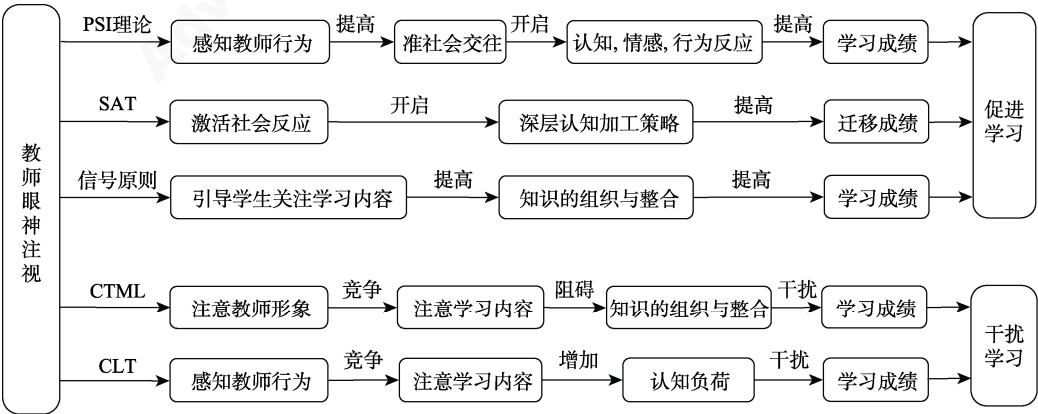 教师眼神注视
PSI理论 感知教师行为 提高 准社会交往 开启 认知, 情感, 行为反应 提高 学习成绩
SAT 激活社会反应 开启 深层认知加工策略 提高 迁移成绩
信号原则 引导学生关注学习内容 提高 知识的组织与整合 提高 学习成绩
促进
学习
CTML 注意教师形象 竞争 注意学习内容 阻碍 知识的组织与整合 干扰 学习成绩
CLT 感知教师行为 竞争 注意学习内容 增加 认知负荷 干扰 学习成绩
干扰
学习